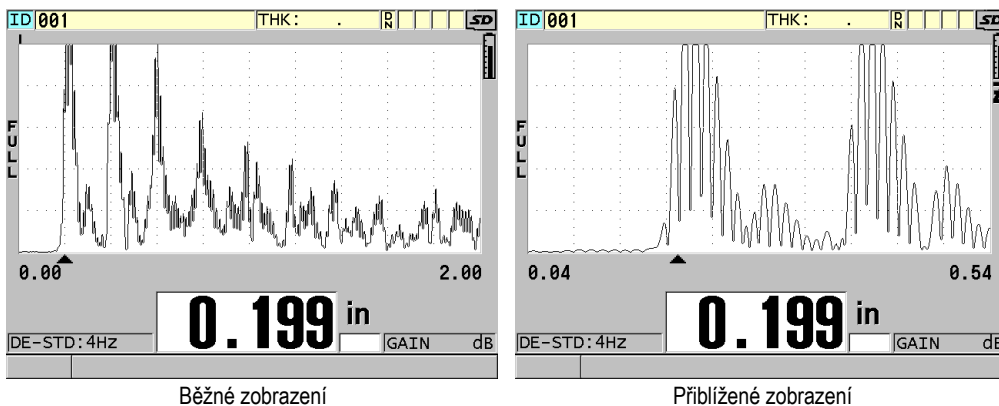 ID 001 THK: . DN SD
FULL
0.00 2.00
0.199 in
DE-STD:4Hz GAIN dB
Běžné zobrazení
ID 001 THK: . DN SD
FULL
0.04 0.54
0.199 in
DE-STD:4Hz GAIN dB
Přiblížené zobrazení